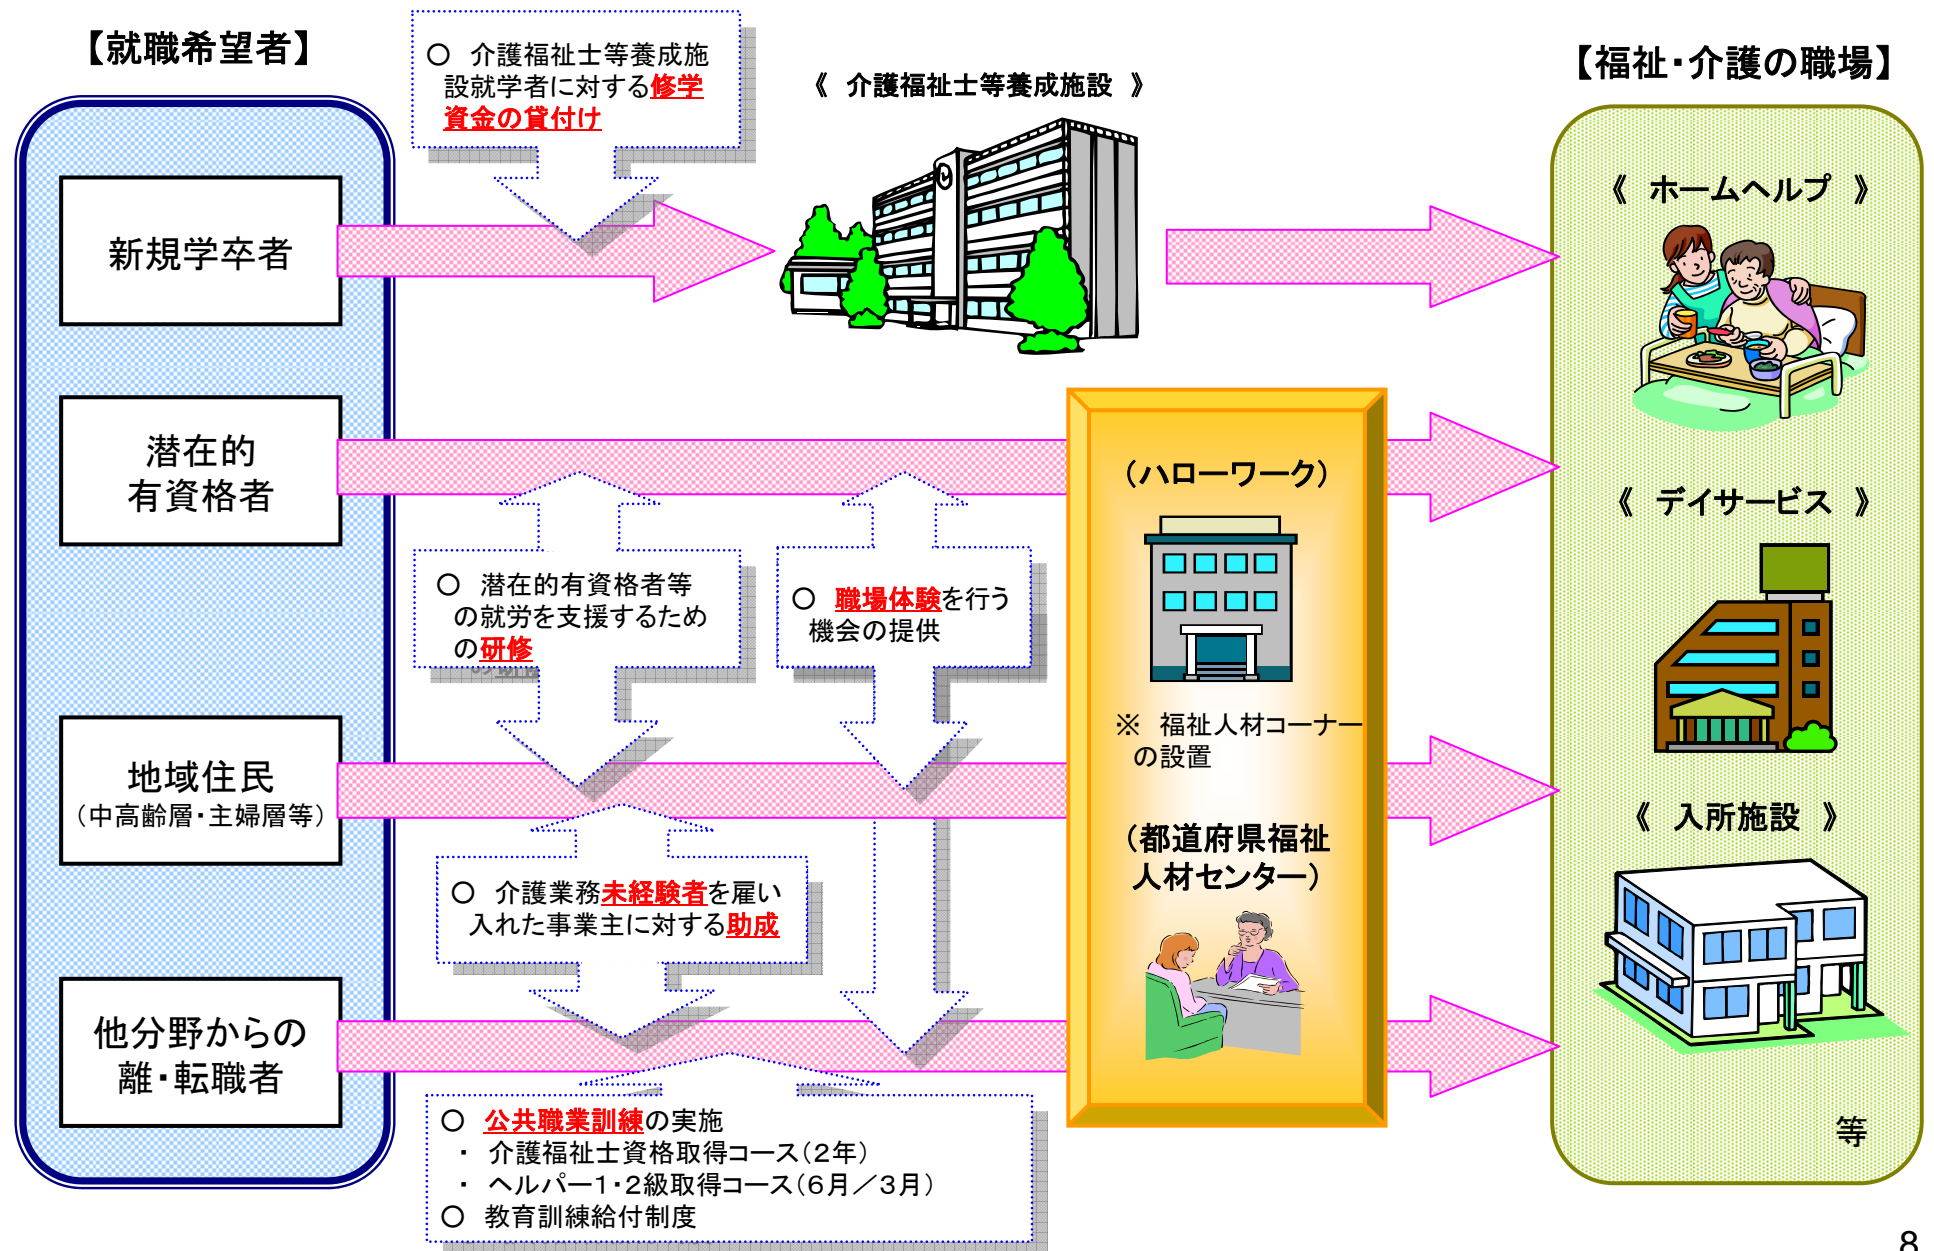 【就職希望者】
新規学卒者
潜在的
有資格者
地域住民
（中高齢層・主婦層等）
他分野からの
離・転職者
○　介護福祉士等養成施
設就学者に対する修学
資金の貸付け
《　介護福祉士等養成施設　》
○　潜在的有資格者等
の就労を支援するため
の研修
○　職場体験を行う
機会の提供
○　介護業務未経験者を雇い
入れた事業主に対する助成
○　公共職業訓練の実施
・　介護福祉士資格取得コース（２年）
・　ヘルパー１・２級取得コース（６月／３月）
○　教育訓練給付制度
（ハローワーク）
※　福祉人材コーナー
の設置
（都道府県福祉
人材センター）
【福祉・介護の職場】
《　ホームヘルプ　》
《　デイサービス　》
《　入所施設　》
等
8